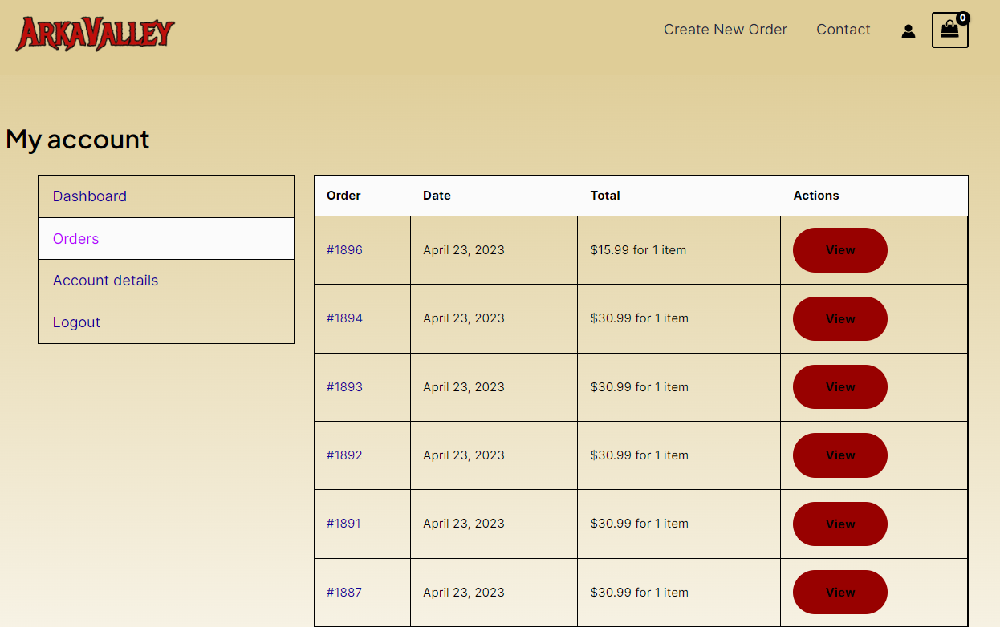 ARKAVALLEY
Create New Order Contact 0
My account
Dashboard
Orders
Account details
Logout
Order Date Total Actions
#1896 April 23, 2023 $15.99 for 1 item View
#1894 April 23, 2023 $30.99 for 1 item View
#1893 April 23, 2023 $30.99 for 1 item View
#1892 April 23, 2023 $30.99 for 1 item View
#1891 April 23, 2023 $30.99 for 1 item View
#1887 April 23, 2023 $30.99 for 1 item View